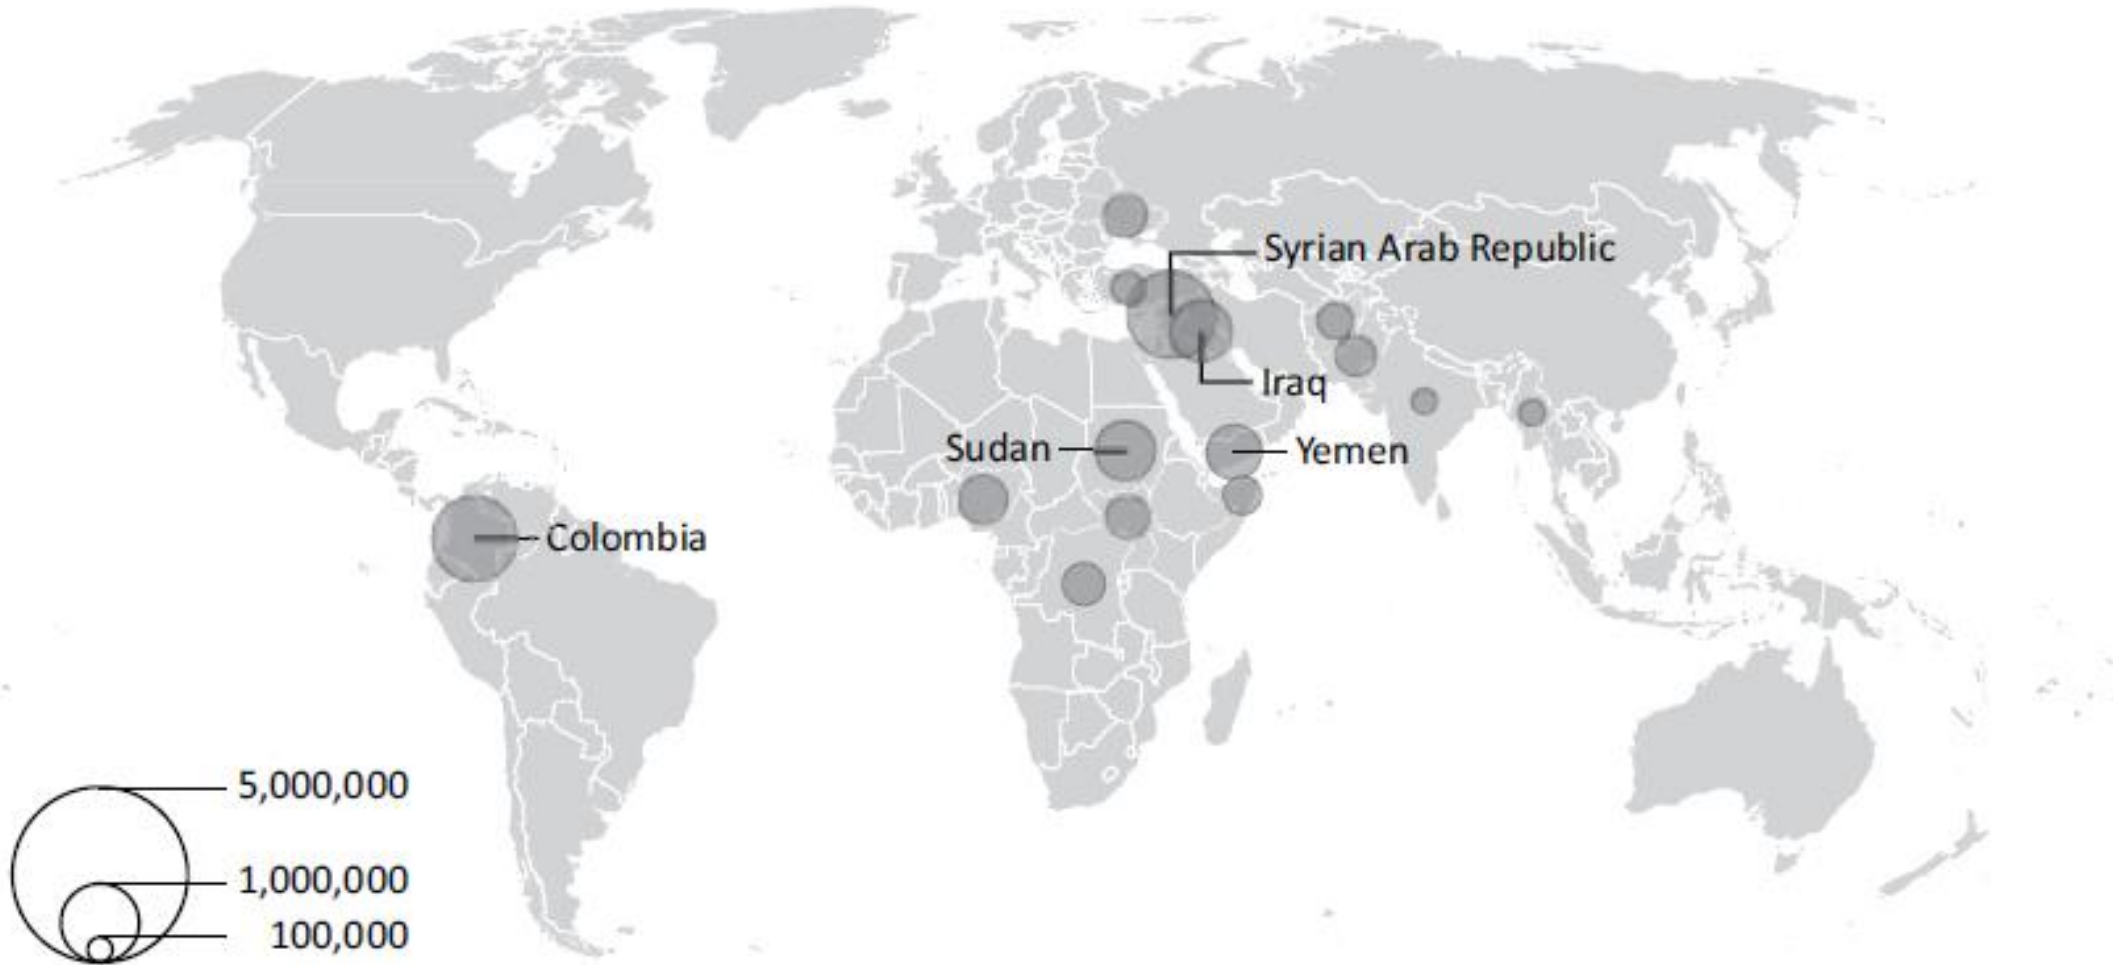 Syrian Arab Republic
Iraq
Sudan
Yemen
Colombia
5,000,000
1,000,000
100,000